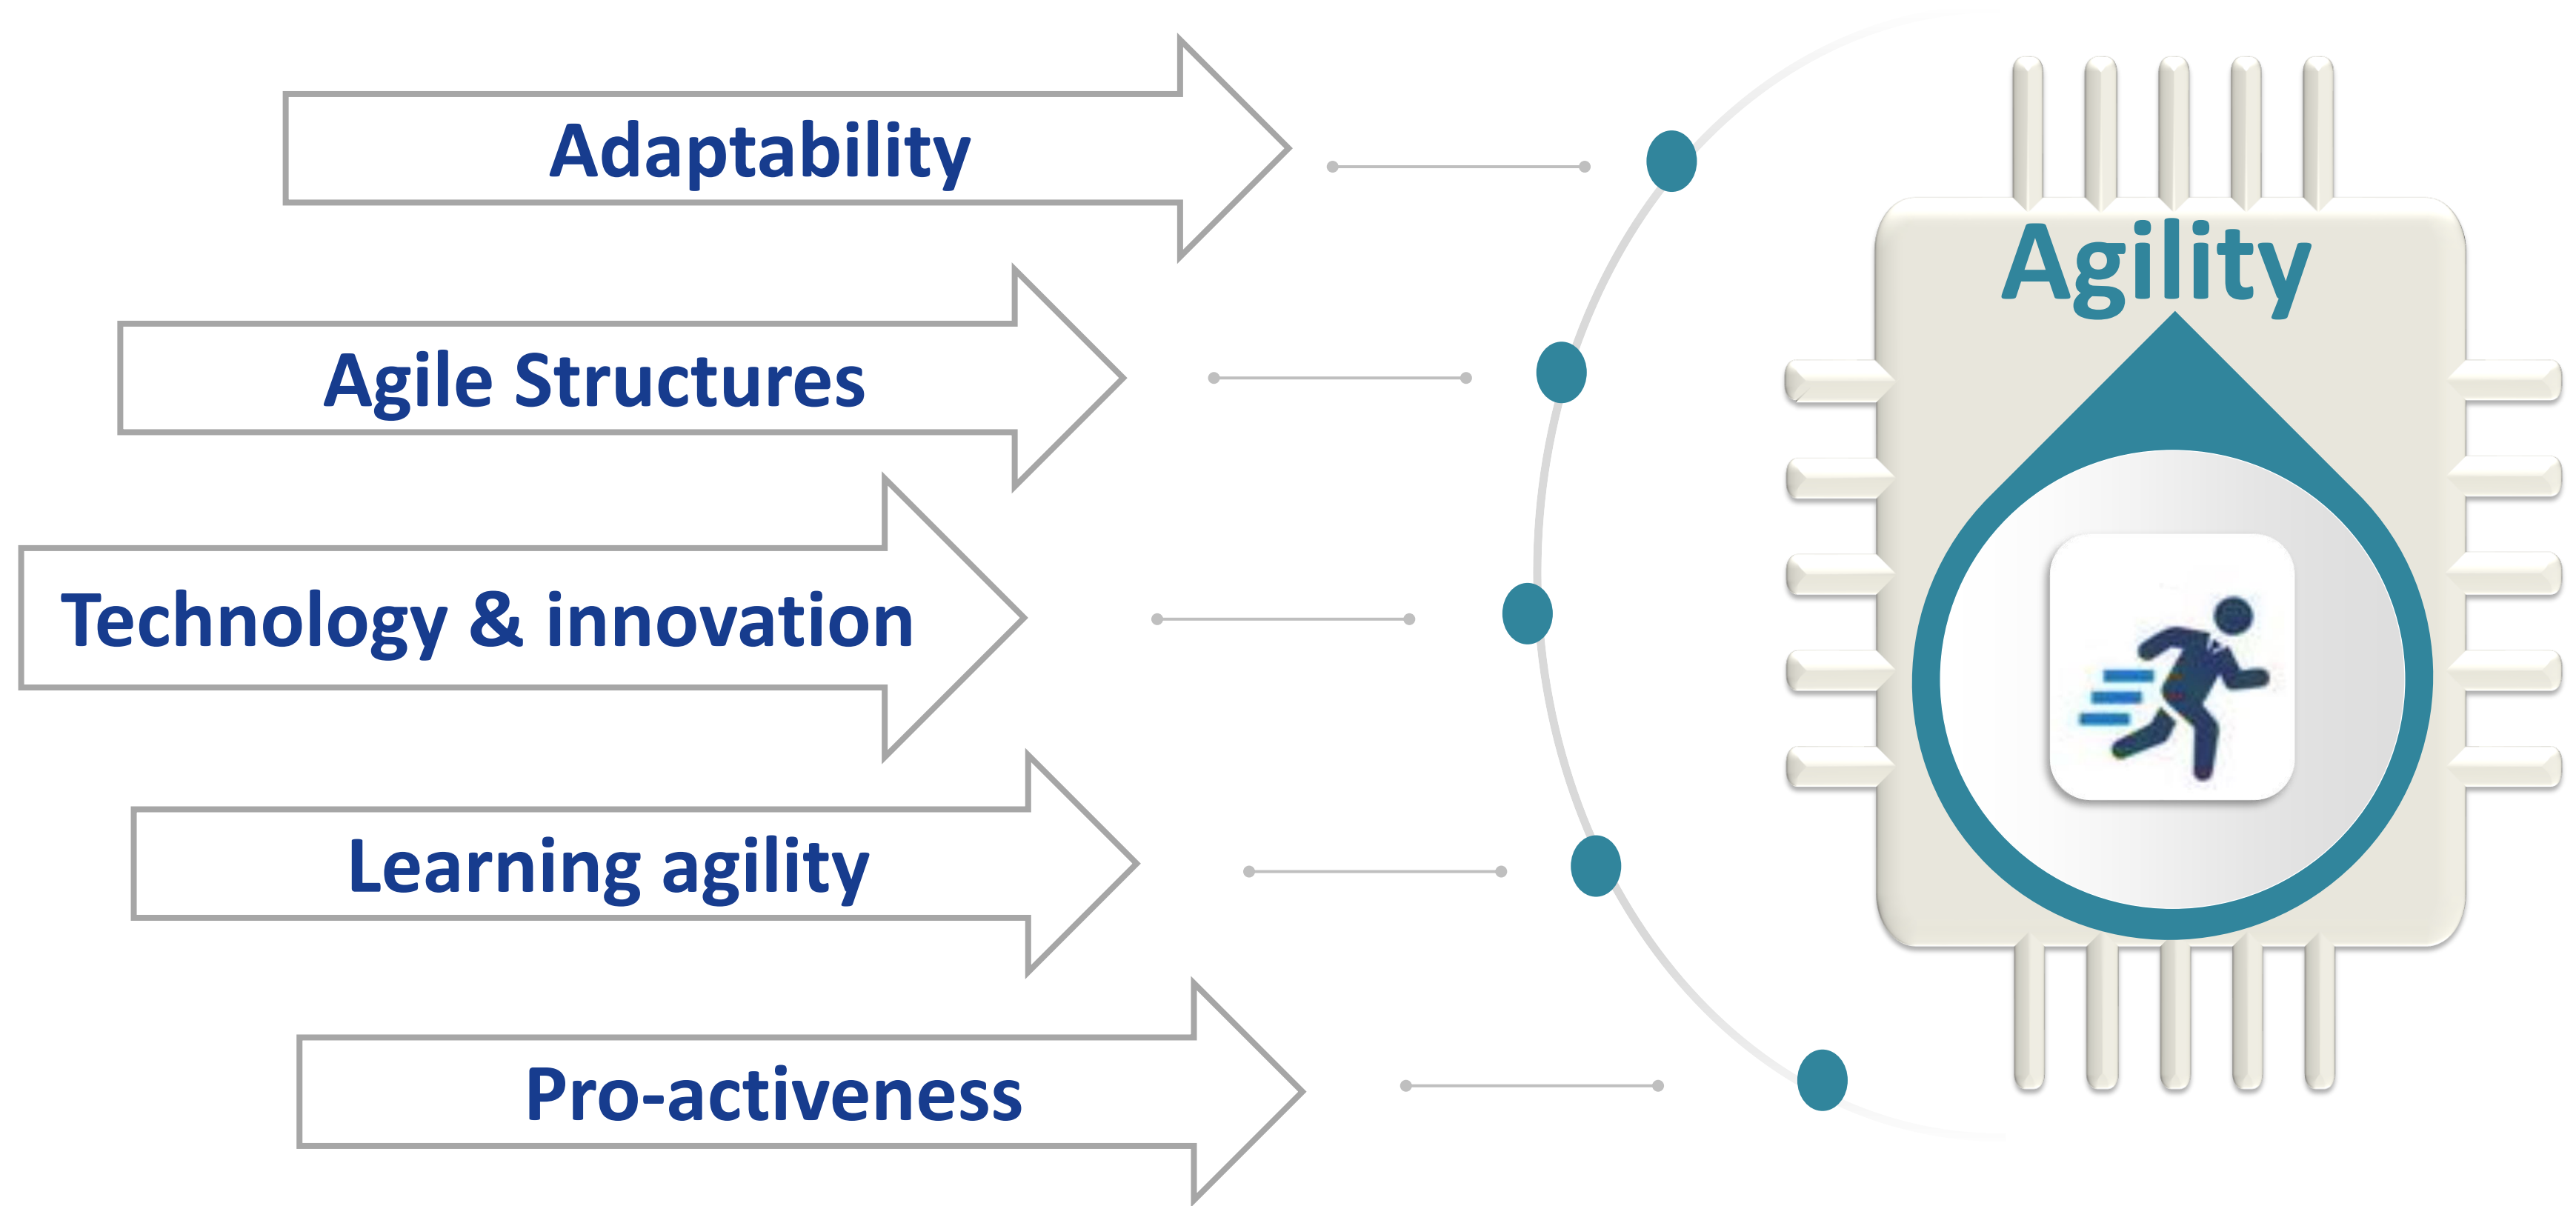 Adaptability
Agility
Agile Structures
Technology & innovation
Learning agility
Pro-activeness